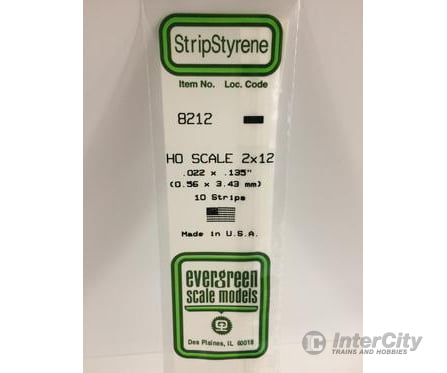 StripStyrene
Item No. Loc. Code
8212
HO SCALE 2x12
.022 x .135"
(0.56 x 3.43 mm)
10 Strips
Made in U.S.A.
evergreen
scale models
Des Plaines, IL 60018
InterCity
TRAINS AND HOBBIES